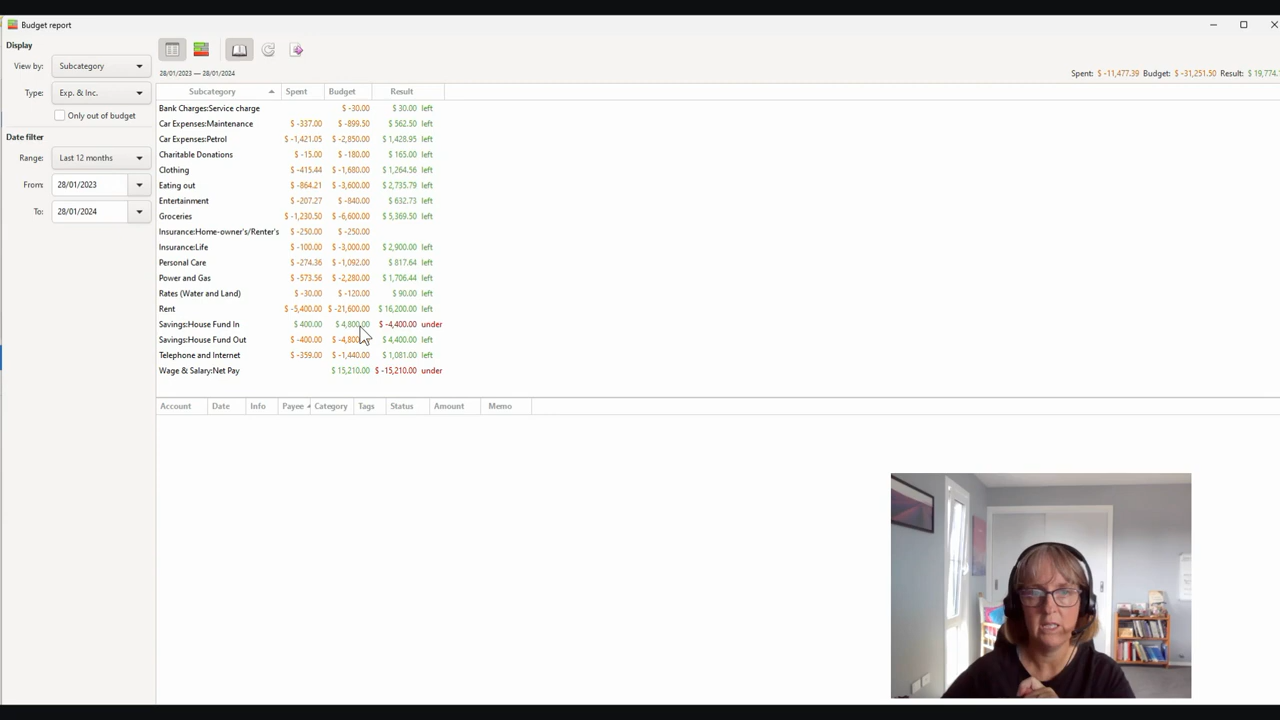 Budget report
Display
View by: Subcategory
Type: Exp. & Inc.
Only out of budget
Date filter
Range: Last 12 months
From: 28/01/2023
To: 28/01/2024
28/01/2023 — 28/01/2024
Spent: $ -11,477.39 Budget: $ -31,251.50 Result: $ 19,774.
Subcategory Spent Budget Result
Bank Charges:Service charge $ -30.00 $ 30.00 left
Car Expenses:Maintenance $ -337.00 $ -899.50 $ 562.50 left
Car Expenses:Petrol $ -1,421.05 $ -2,850.00 $ 1,428.95 left
Charitable Donations $ -15.00 $ -180.00 $ 165.00 left
Clothing $ -415.44 $ -1,680.00 $ 1,264.56 left
Eating out $ -864.21 $ -3,600.00 $ 2,735.79 left
Entertainment $ -207.27 $ -840.00 $ 632.73 left
Groceries $ -1,230.50 $ -6,600.00 $ 5,369.50 left
Insurance:Home-owner's/Renter's $ -250.00 $ -250.00
Insurance:Life $ -100.00 $ -3,000.00 $ 2,900.00 left
Personal Care $ -274.36 $ -1,092.00 $ 817.64 left
Power and Gas $ -573.56 $ -2,280.00 $ 1,706.44 left
Rates (Water and Land) $ -30.00 $ -120.00 $ 90.00 left
Rent $ -5,400.00 $ -21,600.00 $ 16,200.00 left
Savings:House Fund In $ 400.00 $ 4,800.00 $ -4,400.00 under
Savings:House Fund Out $ -400.00 $ -4,800 $ 4,400.00 left
Telephone and Internet $ -359.00 $ -1,440.00 $ 1,081.00 left
Wage & Salary:Net Pay $ 15,210.00 $ -15,210.00 under
Account Date Info Payee Category Tags Status Amount Memo